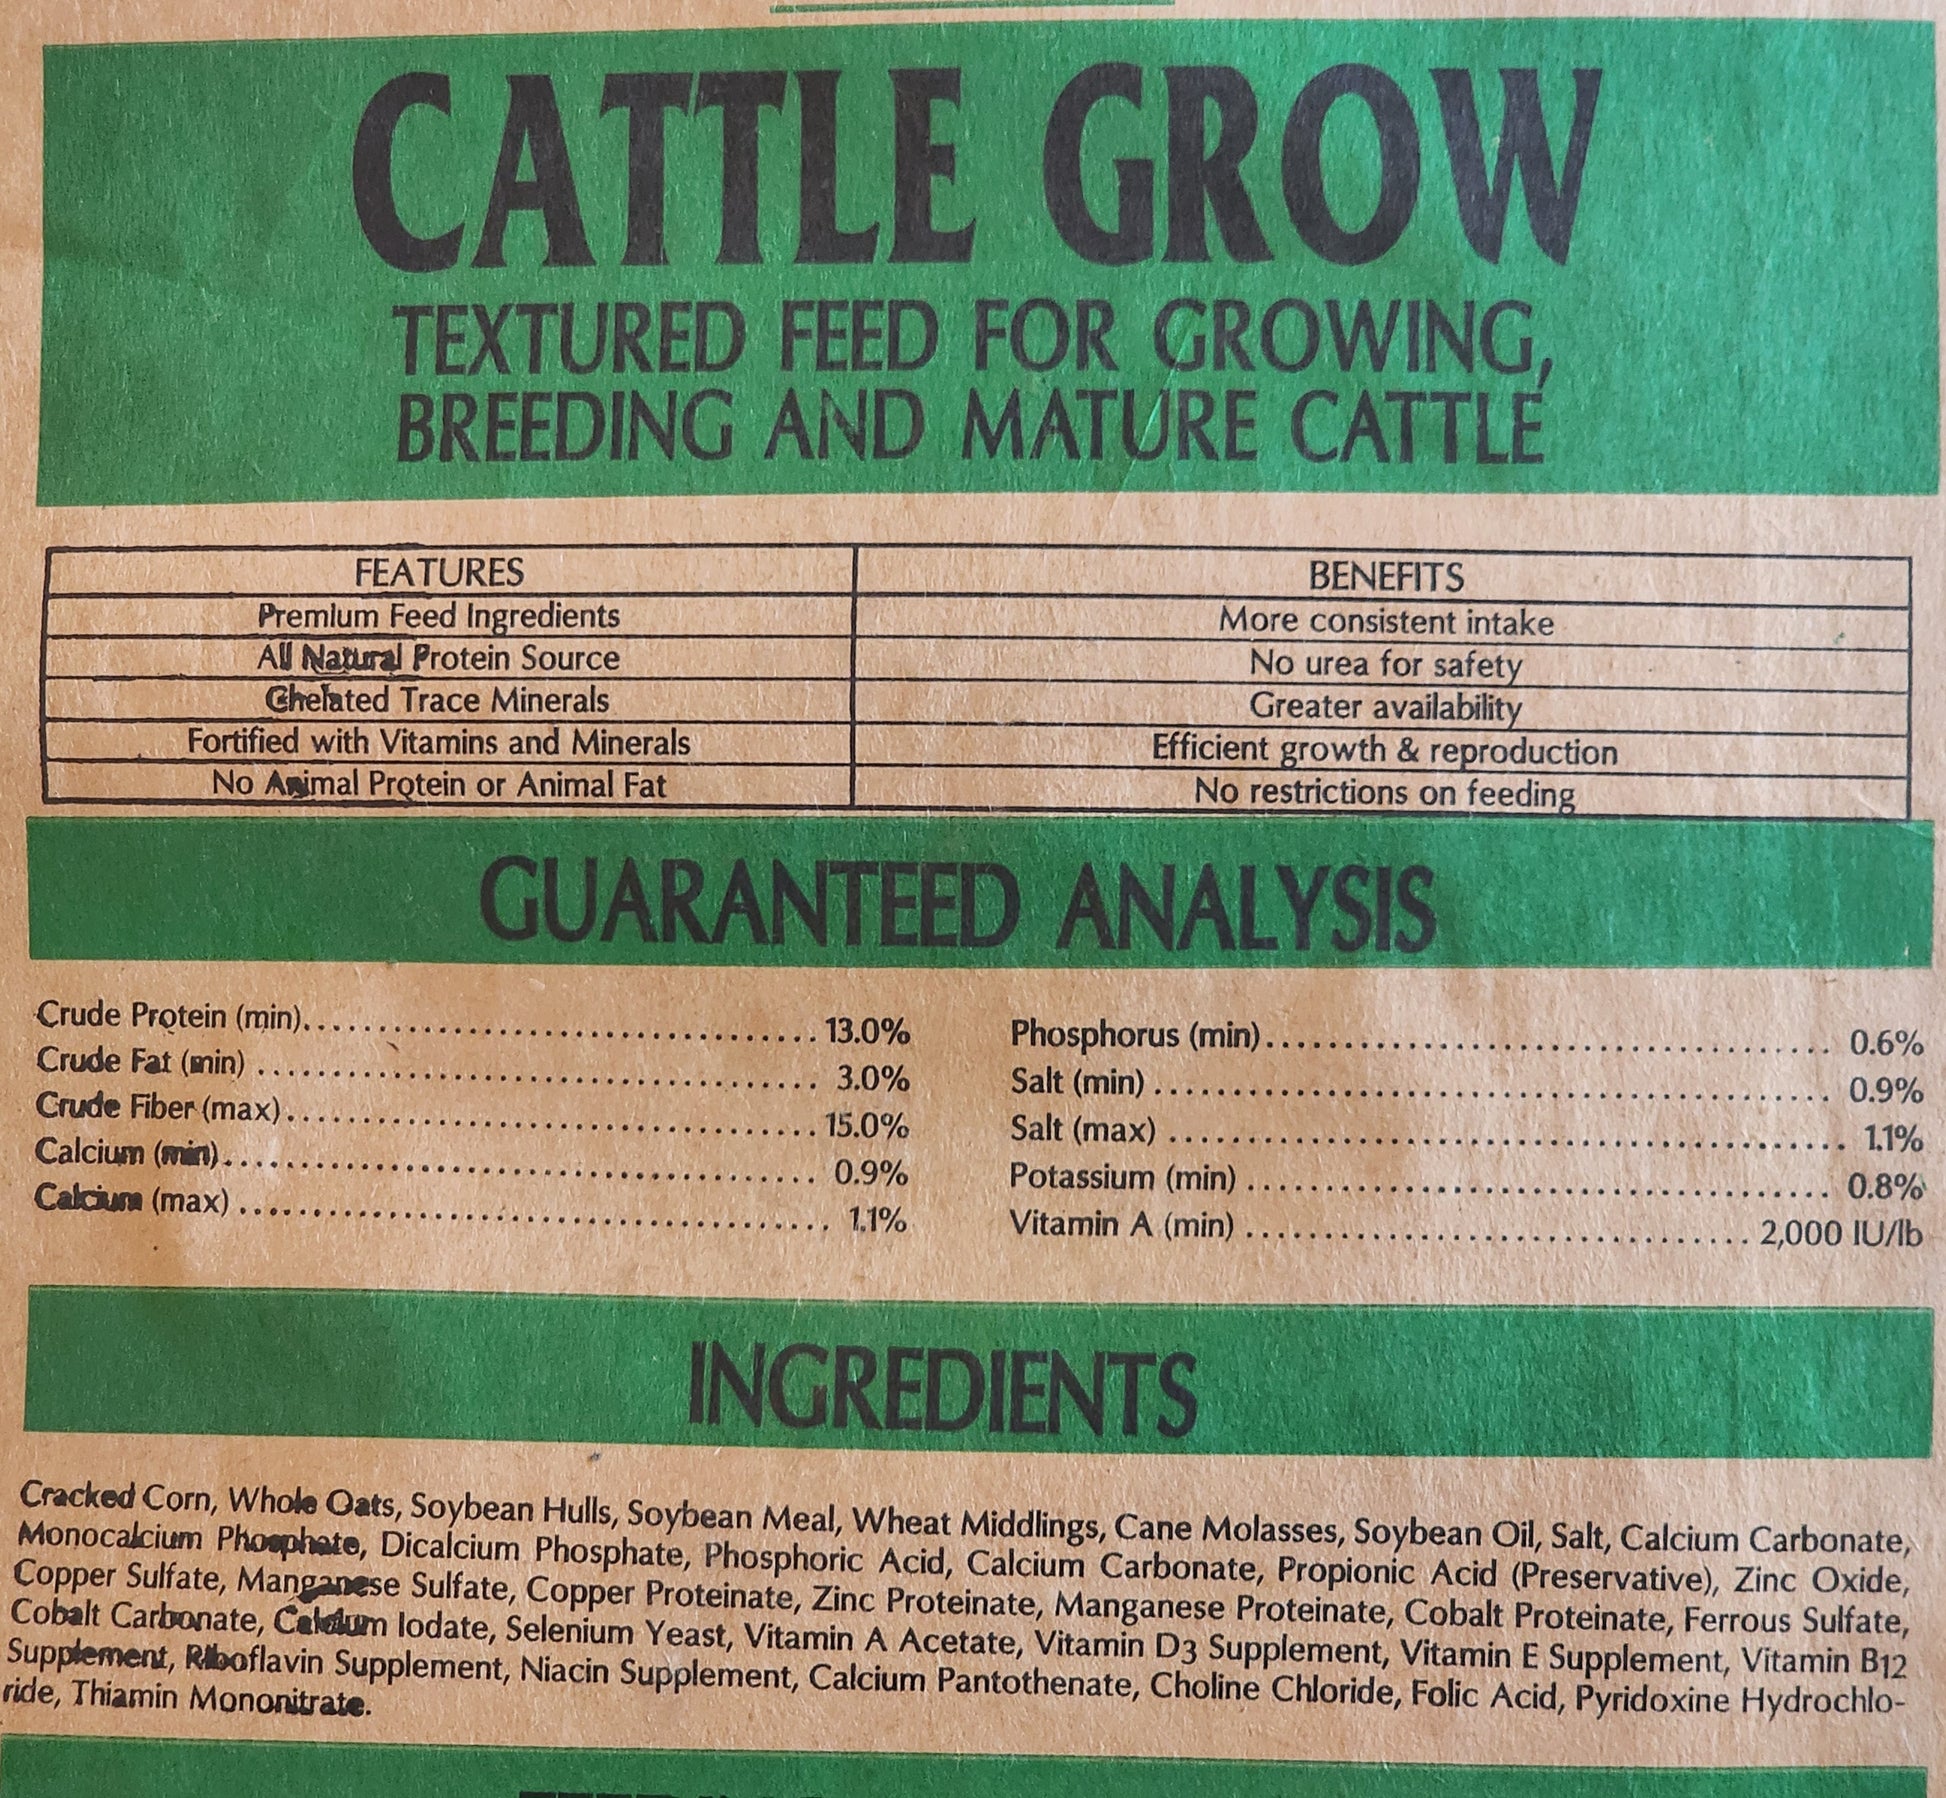 CATTLE GROW
TEXTURED FEED FOR GROWING,
BREEDING AND MATURE CATTLE
FEATURES BENEFITS
Premium Feed Ingredients More consistent intake
All Natural Protein Source No urea for safety
Chelated Trace Minerals Greater availability
Fortified with Vitamins and Minerals Efficient growth & reproduction
No Animal Protein or Animal Fat No restrictions on feeding
GUARANTEED ANALYSIS
Crude Protein (min)........................................ 13.0%
Crude Fat (min) ........................................ 3.0%
Crude Fiber (max)........................................ 15.0%
Calcium (min)........................................ 0.9%
Calcium (max) ........................................ 1.1%
Phosphorus (min)........................................ 0.6%
Salt (min) ........................................ 0.9%
Salt (max) ........................................ 1.1%
Potassium (min) ........................................ 0.8%
Vitamin A (min) ................................... 2,000 IU/lb
INGREDIENTS
Cracked Corn, Whole Oats, Soybean Hulls, Soybean Meal, Wheat Middlings, Cane Molasses, Soybean Oil, Salt, Calcium Carbonate,
Monocalcium Phosphate, Dicalcium Phosphate, Phosphoric Acid, Calcium Carbonate, Propionic Acid (Preservative), Zinc Oxide,
Copper Sulfate, Manganese Sulfate, Copper Proteinate, Zinc Proteinate, Manganese Proteinate, Cobalt Proteinate, Ferrous Sulfate,
Cobalt Carbonate, Calcium Iodate, Selenium Yeast, Vitamin A Acetate, Vitamin D3 Supplement, Vitamin E Supplement, Vitamin B12
Supplement, Riboflavin Supplement, Niacin Supplement, Calcium Pantothenate, Choline Chloride, Folic Acid, Pyridoxine Hydrochlo-
ride, Thiamin Mononitrate.